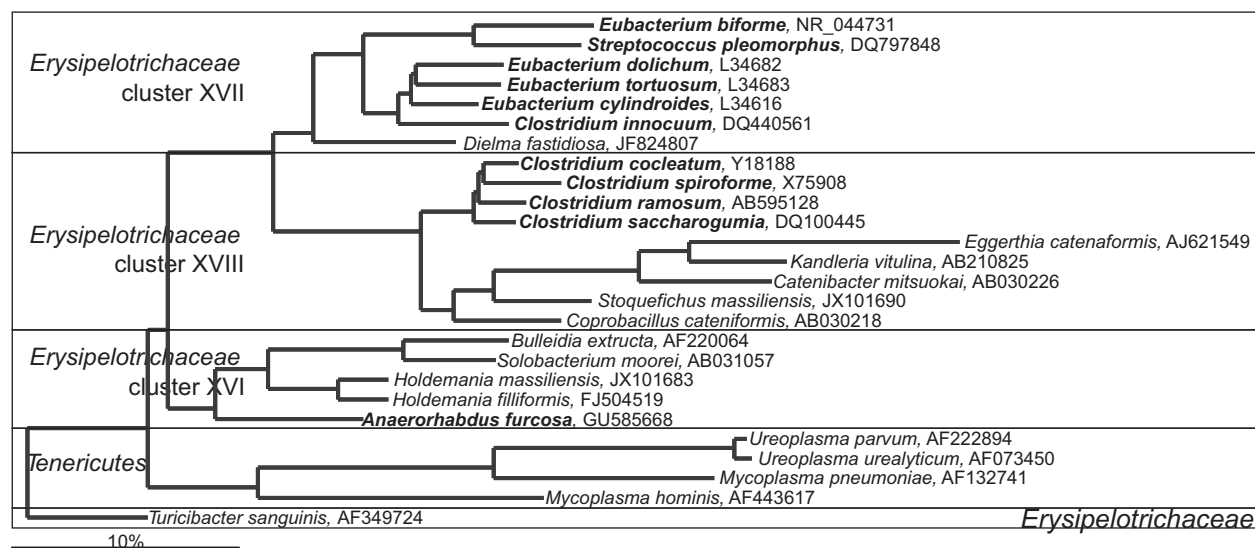 Eubacterium biforme, NR_044731
Streptococcus pleomorphus, DQ797848
Erysipelotrichaceae
cluster XVII
Eubacterium dolichum, L34682
Eubacterium tortuosum, L34683
Eubacterium cylindroides, L34616
Clostridium innocuum, DQ440561
Dielma fastidiosa, JF824807
Clostridium cocleatum, Y18188
Clostridium spiroforme, X75908
Clostridium ramosum, AB595128
Clostridium saccharogumia, DQ100445
Erysipelotrichaceae
cluster XVIII
Eggerthia catenaformis, AJ621549
Kandleria vitulina, AB210825
Catenibacter mitsuokai, AB030226
Stoquefichus massiliensis, JX101690
Coprobacillus cateniformis, AB030218
Bulleidia extructa, AF220064
Erysipelotrichaceae
cluster XVI
Solobacterium moorei, AB031057
Holdemania massiliensis, JX101683
Holdemania filliformis, FJ504519
Anaerorhabdus furcosa, GU585668
Ureoplasma parvum, AF222894
Tenericutes
Ureoplasma urealyticum, AF073450
Mycoplasma pneumoniae, AF132741
Mycoplasma hominis, AF443617
Turicibacter sanguinis, AF349724
Erysipelotrichaceae
10%